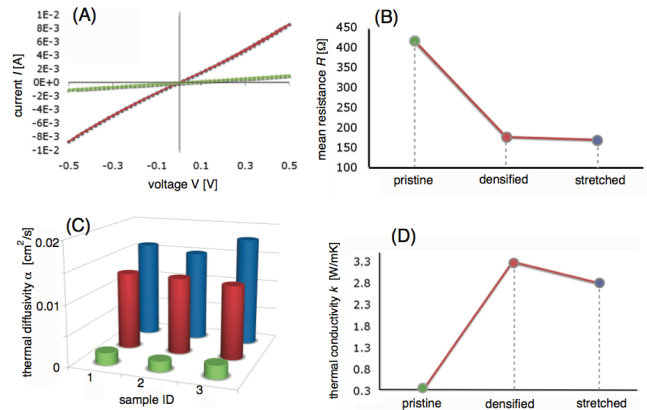 (A)
current I [A]
1E-2
8E-3
6E-3
4E-3
2E-3
0E+0
-2E-3
-4E-3
-6E-3
-8E-3
-1E-2
-0.5 -0.3 -0.1 0.1 0.3 0.5
voltage V [V]
(B)
mean resistance R [Ω]
450
400
350
300
250
200
150
100
pristine densified stretched
(C)
thermal diffusivity α [cm²/s]
0.02
0.01
0
1 2 3
sample ID
(D)
thermal conductivity k [W/mK]
3.3
2.8
2.3
1.8
1.3
0.8
0.3
pristine densified stretched